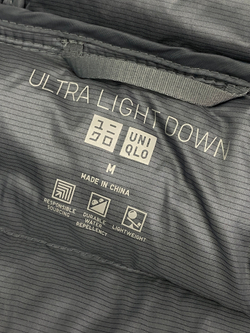 ULTRA LIGHT DOWN
ユニ UNI
クロ QLO
M
MADE IN CHINA
RESPONSIBLE SOURCING
DURABLE WATER REPELLENCY
LIGHTWEIGHT